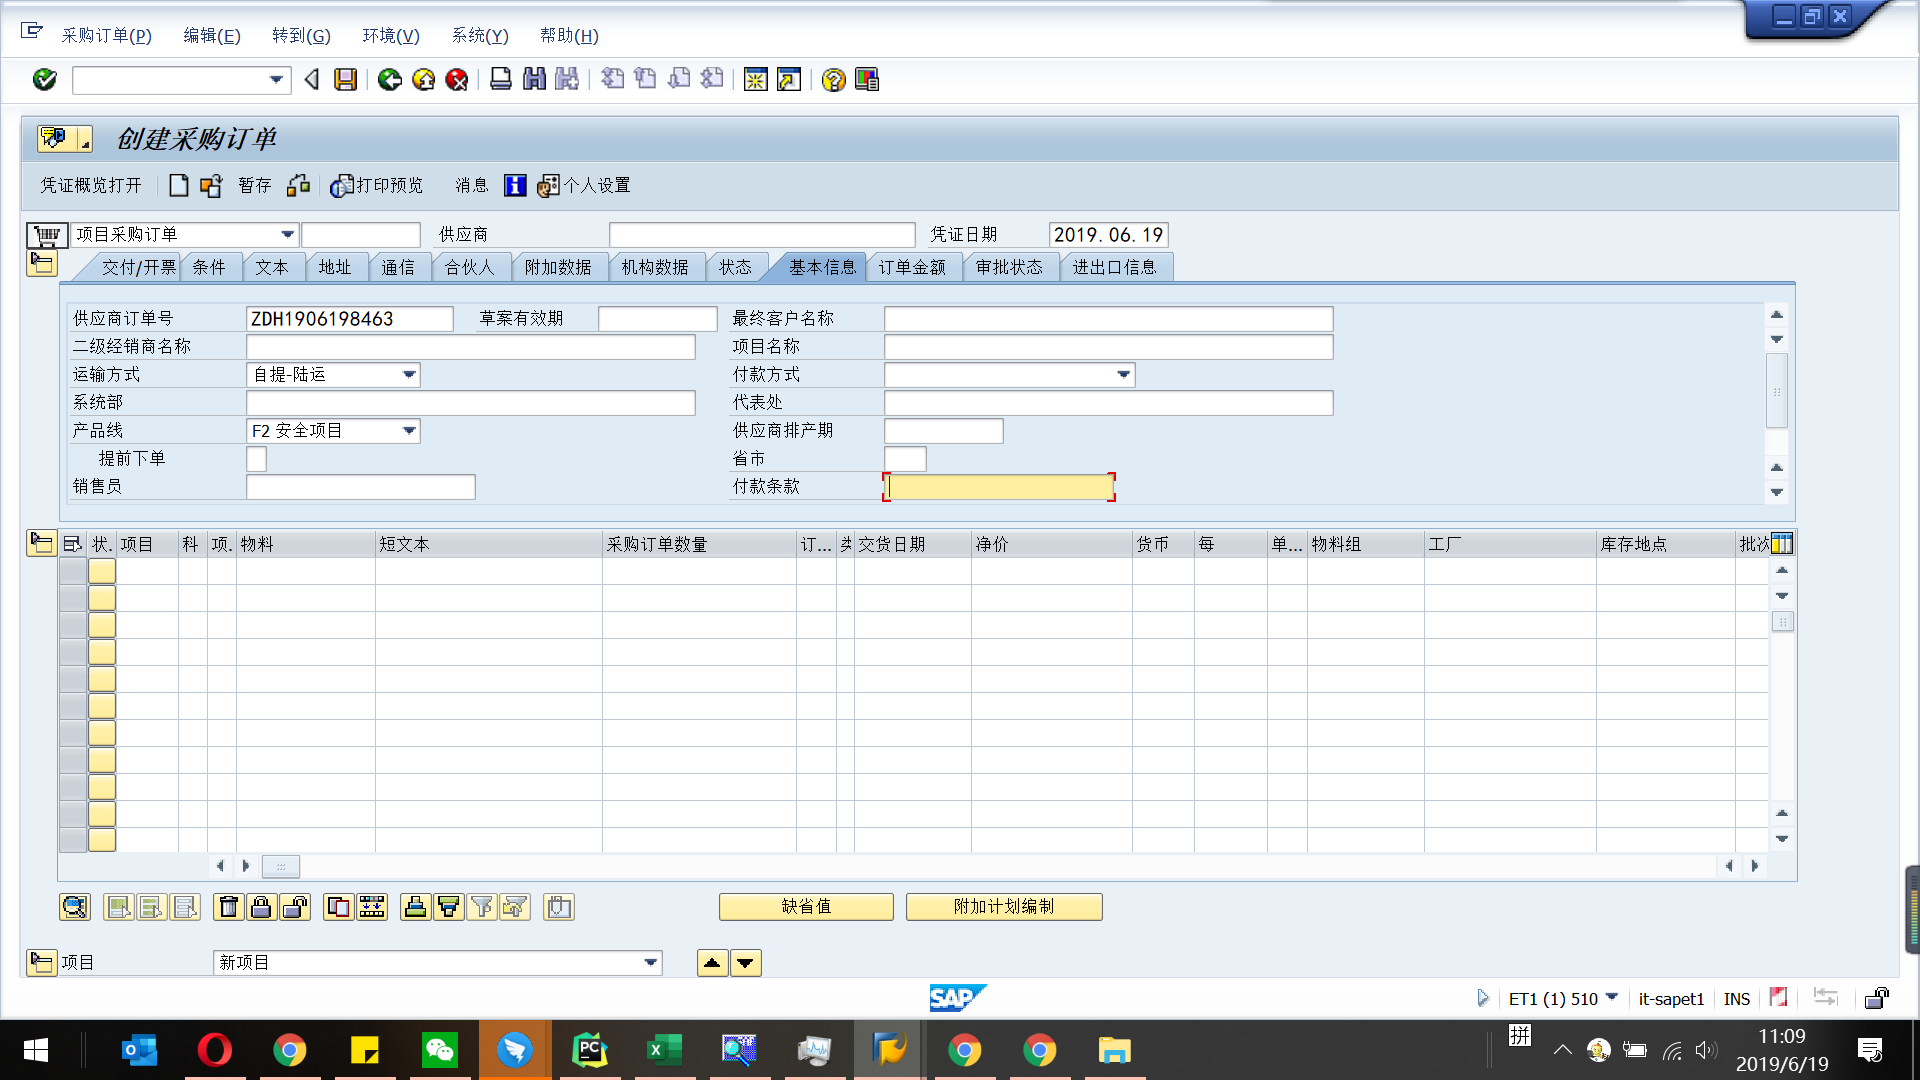 采购订单(P) 编辑(E) 转到(G) 环境(V) 系统(Y) 帮助(H)
创建采购订单
凭证概览打开 暂存 打印预览 消息 个人设置
项目采购订单 供应商 凭证日期 2019.06.19
交付/开票 条件 文本 地址 通信 合伙人 附加数据 机构数据 状态 基本信息 订单金额 审批状态 进出口信息
供应商订单号 ZDH1906198463 草案有效期 最终客户名称
二级经销商名称 项目名称
运输方式 自提-陆运 付款方式
系统部 代表处
产品线 F2 安全项目 供应商排产期
提前下单 省市
销售员 付款条款
状. 项目 科 项. 物料 短文本 采购订单数量 订... 交货日期 净价 货币 每 单... 物料组 工厂 库存地点 批次
缺省值 附加计划编制
项目 新项目
SAP ET1 (1) 510 it-sapet1 INS
拼 11:09
2019/6/19